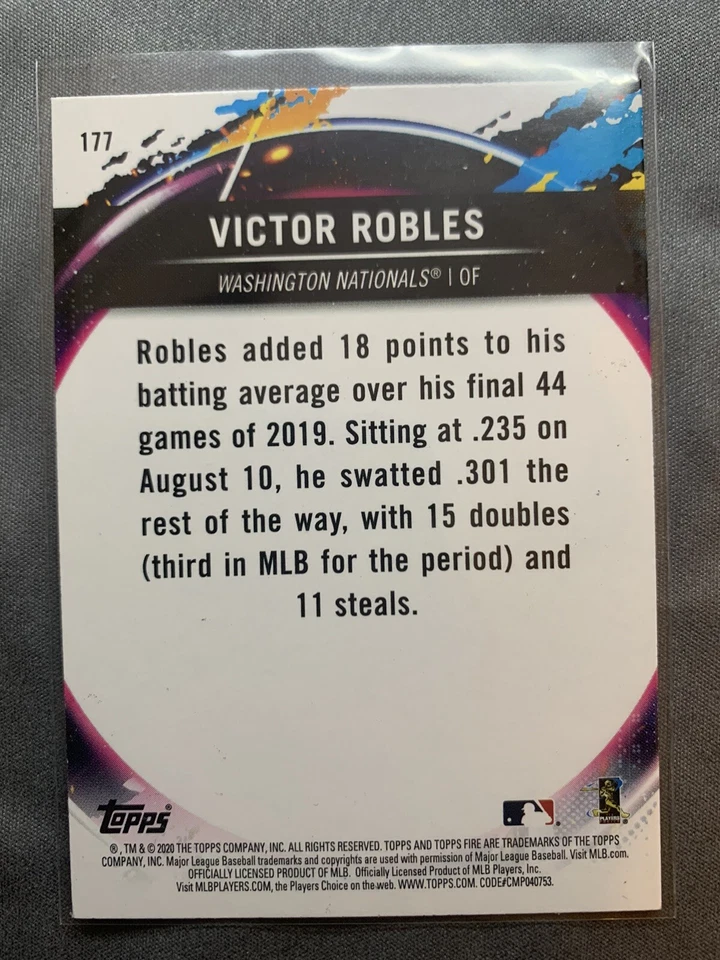 177
VICTOR ROBLES
WASHINGTON NATIONALS® | OF
Robles added 18 points to his
batting average over his final 44
games of 2019. Sitting at .235 on
August 10, he swatted .301 the
rest of the way, with 15 doubles
(third in MLB for the period) and
11 steals.
Topps®
PLAYERS
®, TM & © 2020 THE TOPPS COMPANY, INC. ALL RIGHTS RESERVED. TOPPS AND TOPPS FIRE ARE TRADEMARKS OF THE TOPPS
COMPANY, INC. Major League Baseball trademarks and copyrights are used with permission of Major League Baseball. Visit MLB.com.
OFFICIALLY LICENSED PRODUCT OF MLB. Officially Licensed Product of MLB Players, Inc.
Visit MLBPLAYERS.COM, the Players Choice on the web. WWW.TOPPS.COM. CODE#CMP040753.